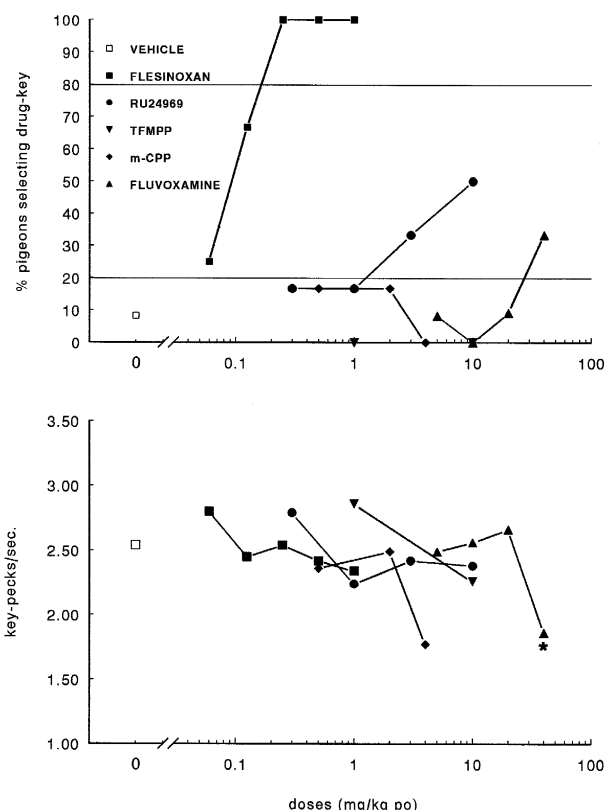 % pigeons selecting drug-key
100
90
80
70
60
50
40
30
20
10
0
VEHICLE
FLESINOXAN
RU24969
TFMPP
m-CPP
FLUVOXAMINE
0 0.1 1 10 100
key-pecks/sec.
3.50
3.00
2.50
2.00
1.50
1.00
*
0 0.1 1 10 100
doses (mg/kg po)